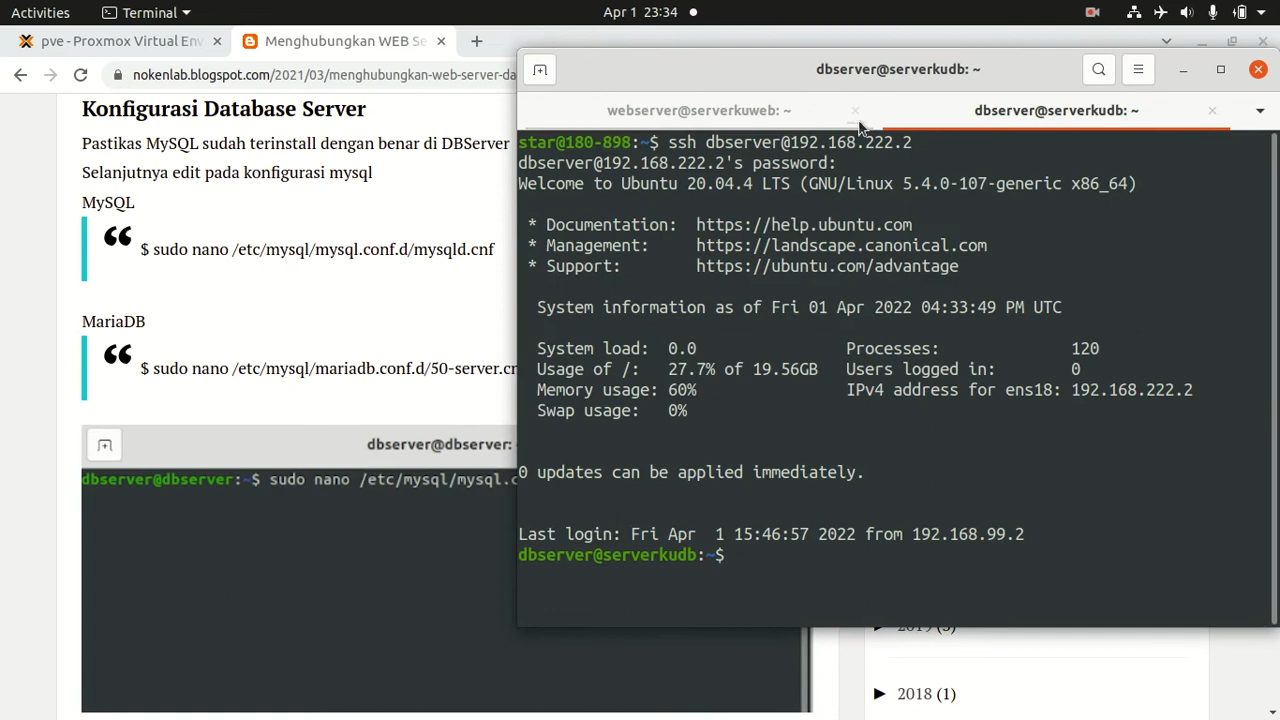 Activities
Terminal
Apr 1 23:34
pve - Proxmox Virtual Env
Menghubungkan WEB Se
nokenlab.blogspot.com/2021/03/menghubungkan-web-server-da
Konfigurasi Database Server
Pastikas MySQL sudah terinstall dengan benar di DBServer
Selanjutnya edit pada konfigurasi mysql
MySQL
$ sudo nano /etc/mysql/mysql.conf.d/mysqld.cnf
MariaDB
$ sudo nano /etc/mysql/mariadb.conf.d/50-server.cn
dbserver@dbserver:
dbserver@dbserver:~$ sudo nano /etc/mysql/mysql.c
dbserver@serverkudb: ~
webserver@serverkuweb: ~
dbserver@serverkudb: ~
star@180-898:~$ ssh dbserver@192.168.222.2
dbserver@192.168.222.2's password:
Welcome to Ubuntu 20.04.4 LTS (GNU/Linux 5.4.0-107-generic x86_64)
* Documentation: https://help.ubuntu.com
* Management: https://landscape.canonical.com
* Support: https://ubuntu.com/advantage
System information as of Fri 01 Apr 2022 04:33:49 PM UTC
System load: 0.0 Processes: 120
Usage of /: 27.7% of 19.56GB Users logged in: 0
Memory usage: 60% IPv4 address for ens18: 192.168.222.2
Swap usage: 0%
0 updates can be applied immediately.
Last login: Fri Apr 1 15:46:57 2022 from 192.168.99.2
dbserver@serverkudb:~$
► 2018 (1)